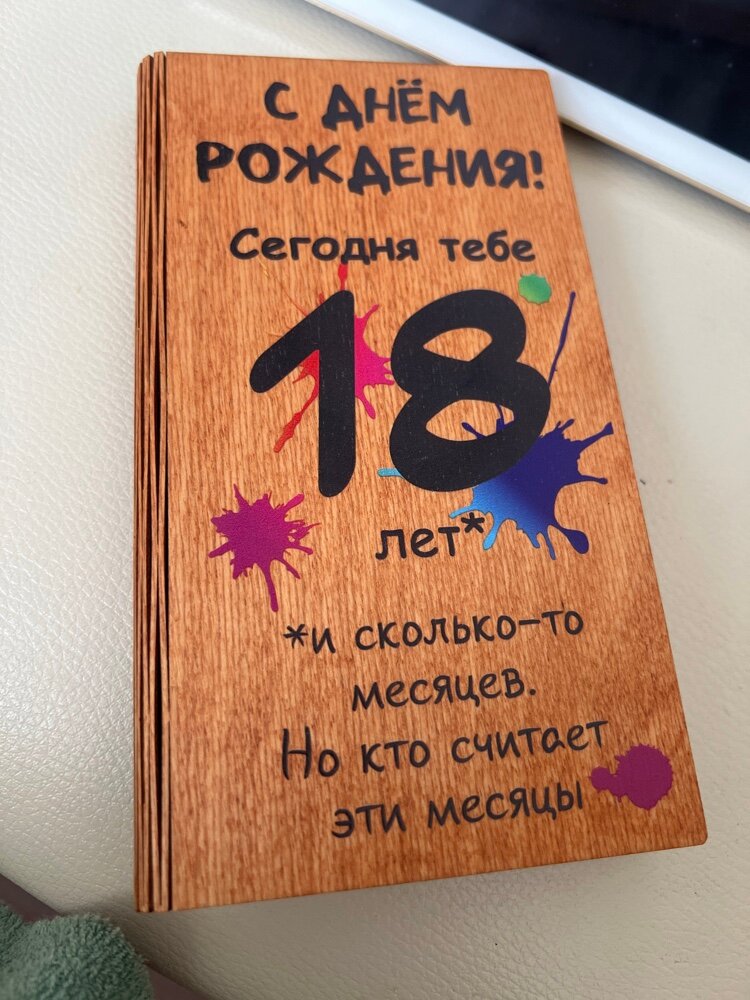 С ДНЁМ
РОЖДЕНИЯ!
Сегодня тебе
18
лет*
*и сколько-то
месяцев.
Но кто считает
эти месяцы